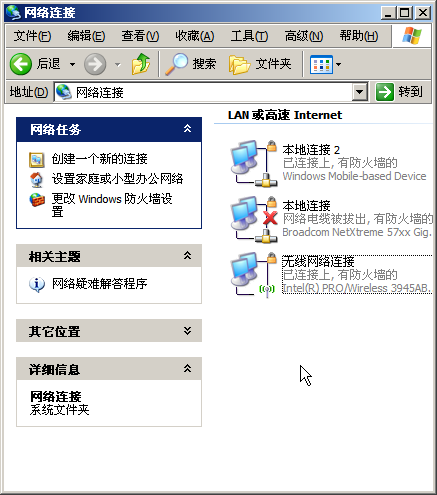 网络连接
文件(F) 编辑(E) 查看(V) 收藏(A) 工具(T) 高级(N) 帮助(H)
后退 搜索 文件夹
地址(D) 网络连接 转到
网络任务
创建一个新的连接
设置家庭或小型办公网络
更改 Windows 防火墙设
置
相关主题
网络疑难解答程序
其它位置
详细信息
网络连接
系统文件夹
LAN 或高速 Internet
本地连接 2
已连接上, 有防火墙的
Windows Mobile-based Device
本地连接
网络电缆被拔出, 有防火墙的
Broadcom NetXtreme 57xx Gig...
无线网络连接
已连接上, 有防火墙的
Intel(R) PRO/Wireless 3945AB...